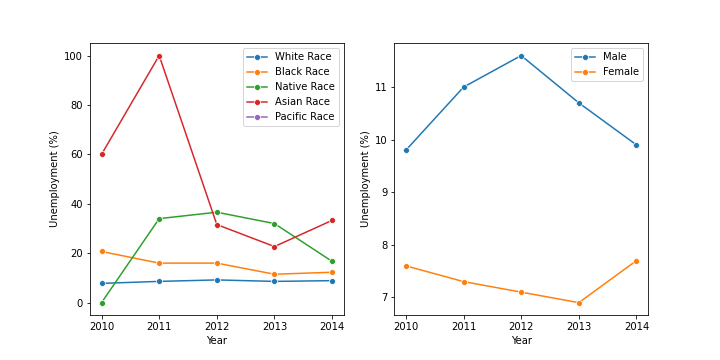 100
80
60
40
20
0
Unemployment (%)
2010 2011 2012 2013 2014
Year
White Race
Black Race
Native Race
Asian Race
Pacific Race
11
10
9
8
7
Unemployment (%)
2010 2011 2012 2013 2014
Year
Male
Female